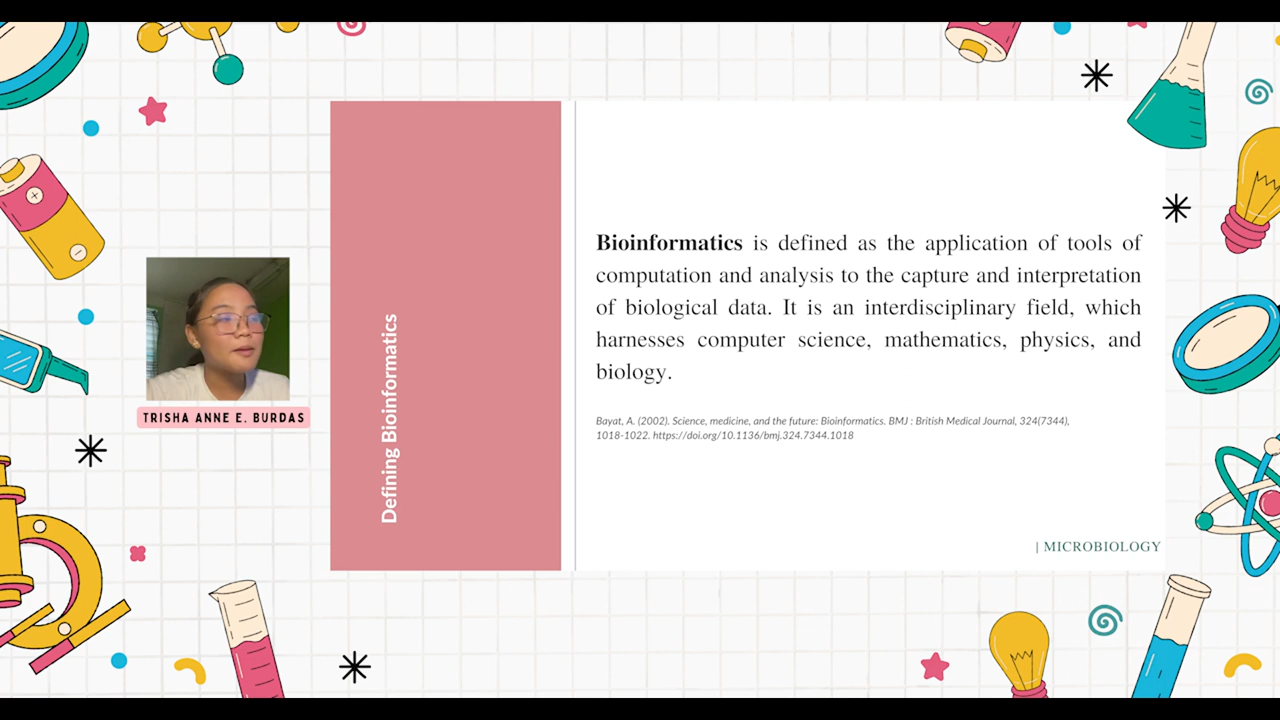 TRISHA ANNE E. BURDAS
Defining Bioinformatics
Bioinformatics is defined as the application of tools of
computation and analysis to the capture and interpretation
of biological data. It is an interdisciplinary field, which
harnesses computer science, mathematics, physics, and
biology.
Bayat, A. (2002). Science, medicine, and the future: Bioinformatics. BMJ : British Medical Journal, 324(7344),
1018-1022. https://doi.org/10.1136/bmj.324.7344.1018
| MICROBIOLOGY